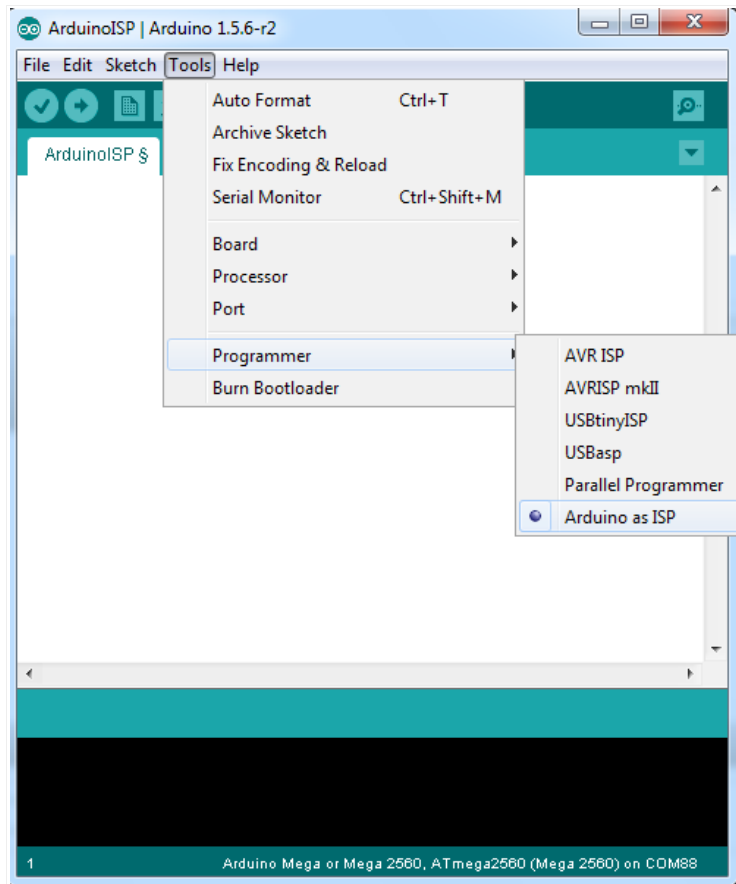 ArduinoISP | Arduino 1.5.6-r2
File Edit Sketch Tools Help
ArduinoISP §
Auto Format Ctrl+T
Archive Sketch
Fix Encoding & Reload
Serial Monitor Ctrl+Shift+M
Board
Processor
Port
Programmer
Burn Bootloader
AVR ISP
AVRISP mkII
USBtinyISP
USBasp
Parallel Programmer
Arduino as ISP
1 Arduino Mega or Mega 2560, ATmega2560 (Mega 2560) on COM88